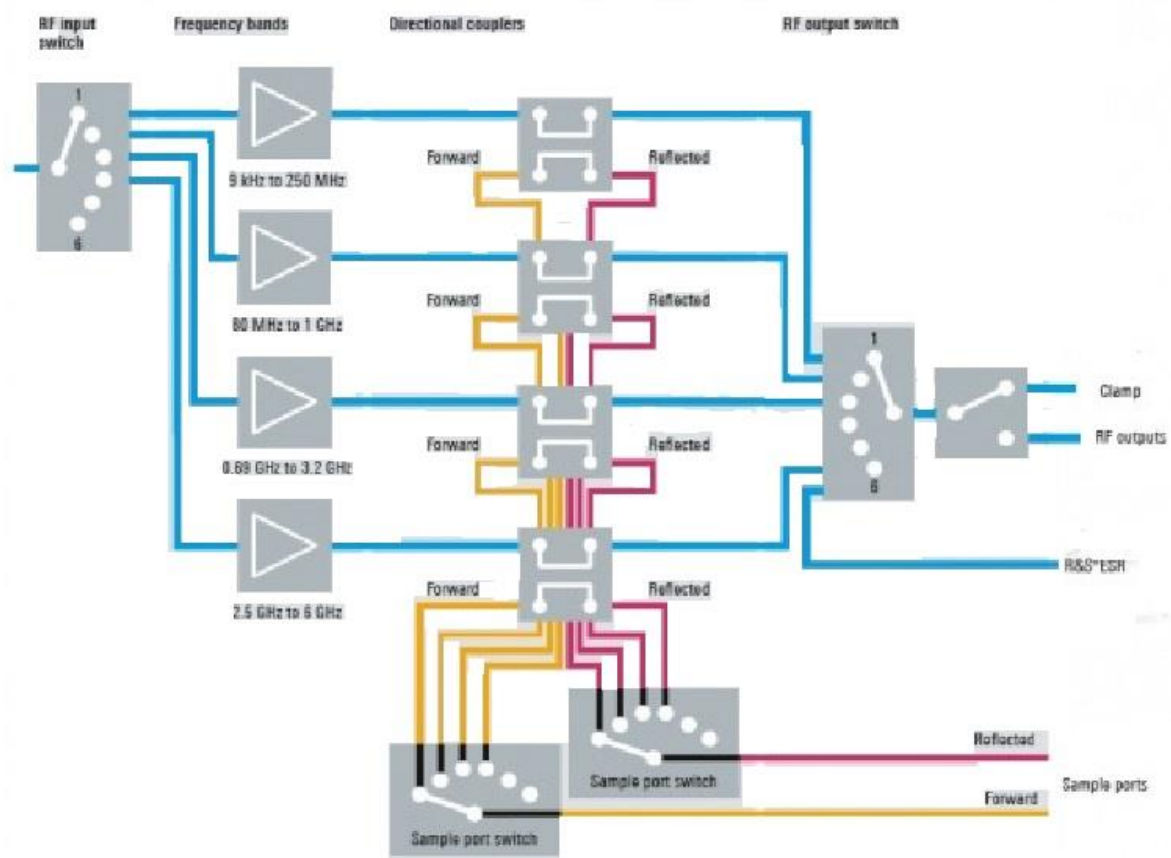 RF input
switch
Frequency bands
Directional couplers
RF output switch
1
6
9 kHz to 250 MHz
Forward
Reflected
80 MHz to 1 GHz
Forward
Reflected
0.69 GHz to 3.2 GHz
Forward
Reflected
2.5 GHz to 6 GHz
Forward
Reflected
1
6
Clamp
RF outputs
R&S®ESR
Sample port switch
Sample port switch
Reflected
Forward
Sample ports